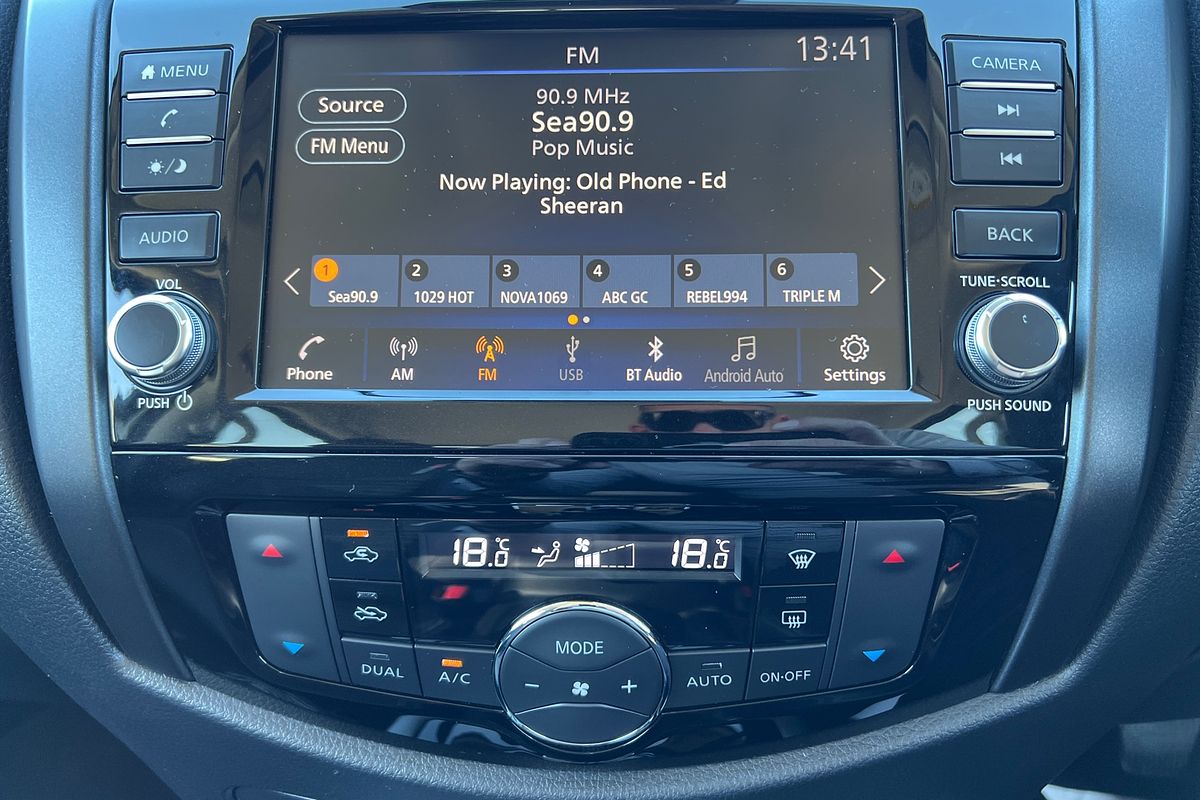 FM
13:41
MENU
CAMERA
Source
90.9 MHz
Sea90.9
FM Menu
Pop Music
Now Playing: Old Phone - Ed
Sheeran
AUDIO
BACK
VOL
TUNE·SCROLL
1
2
3
4
5
6
Sea90.9
1029 HOT
NOVA1069
ABC GC
REBEL994
TRIPLE M
Phone
AM
FM
USB
BT Audio
Android Auto
Settings
PUSH
PUSH SOUND
18.0°C
18.0°C
MODE
DUAL
A/C
AUTO
ON·OFF